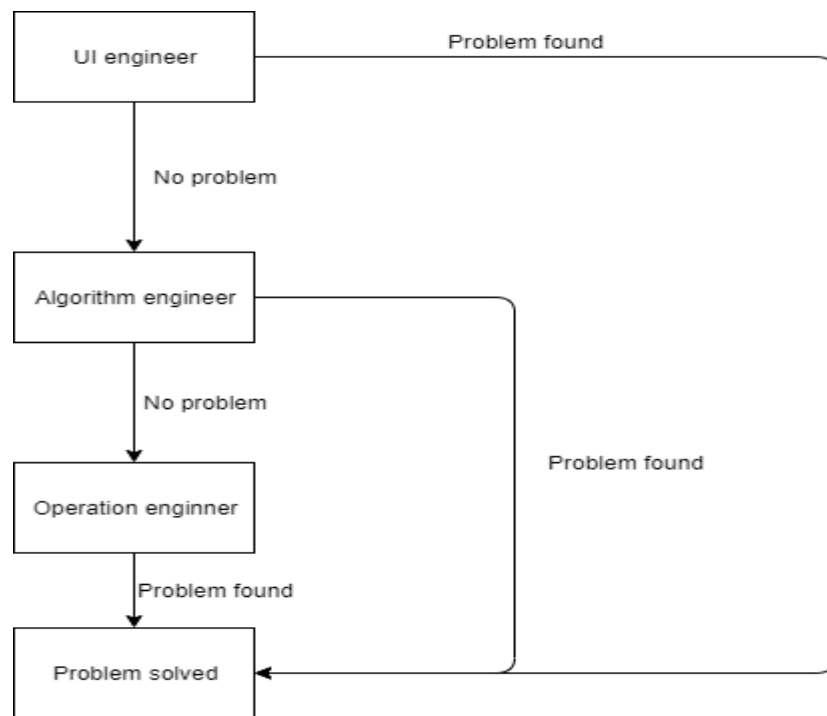 UI engineer
Problem found
No problem
Algorithm engineer
No problem
Problem found
Operation enginner
Problem found
Problem solved